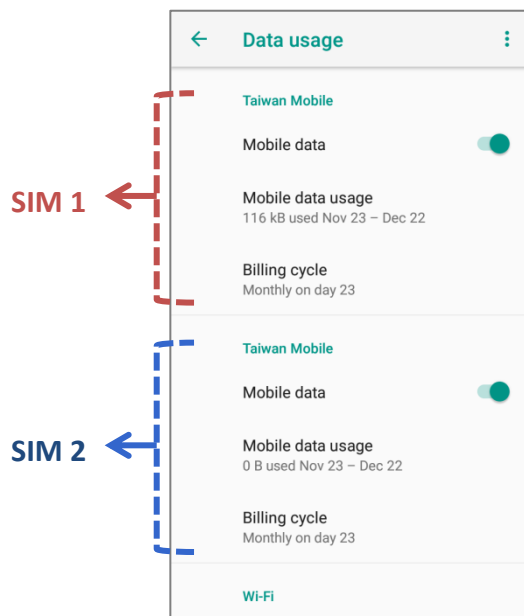 Data usage
Taiwan Mobile
Mobile data
SIM 1
Mobile data usage
116 kB used Nov 23 – Dec 22
Billing cycle
Monthly on day 23
Taiwan Mobile
Mobile data
SIM 2
Mobile data usage
0 B used Nov 23 – Dec 22
Billing cycle
Monthly on day 23
Wi-Fi